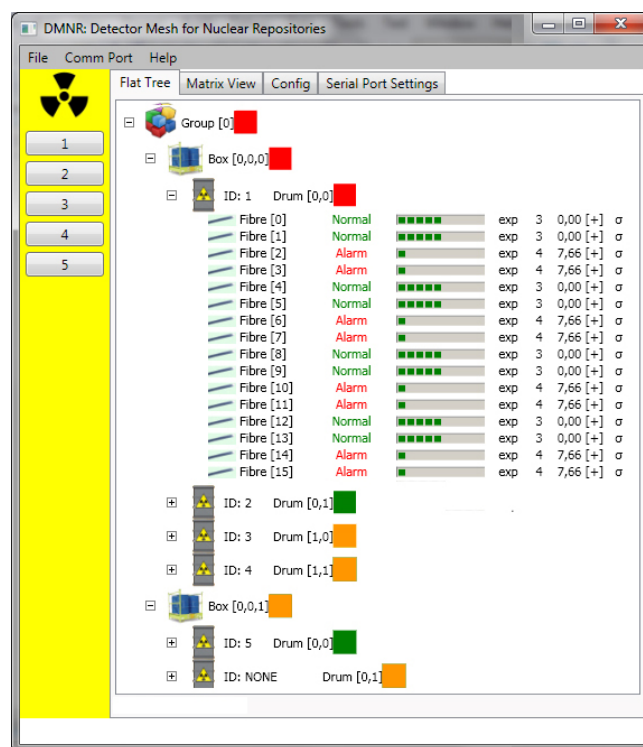 DMNR: Detector Mesh for Nuclear Repositories
File Comm Port Help
Flat Tree Matrix View Config Serial Port Settings
1
2
3
4
5
Group [0]
Box [0,0,0]
ID: 1 Drum [0,0]
Fibre [0] Normal exp 3 0,00 [+] σ
Fibre [1] Normal exp 3 0,00 [+] σ
Fibre [2] Alarm exp 4 7,66 [+] σ
Fibre [3] Alarm exp 4 7,66 [+] σ
Fibre [4] Normal exp 3 0,00 [+] σ
Fibre [5] Normal exp 3 0,00 [+] σ
Fibre [6] Alarm exp 4 7,66 [+] σ
Fibre [7] Alarm exp 4 7,66 [+] σ
Fibre [8] Normal exp 3 0,00 [+] σ
Fibre [9] Normal exp 3 0,00 [+] σ
Fibre [10] Alarm exp 4 7,66 [+] σ
Fibre [11] Alarm exp 4 7,66 [+] σ
Fibre [12] Normal exp 3 0,00 [+] σ
Fibre [13] Normal exp 3 0,00 [+] σ
Fibre [14] Alarm exp 4 7,66 [+] σ
Fibre [15] Alarm exp 4 7,66 [+] σ
ID: 2 Drum [0,1]
ID: 3 Drum [1,0]
ID: 4 Drum [1,1]
Box [0,0,1]
ID: 5 Drum [0,0]
ID: NONE Drum [0,1]